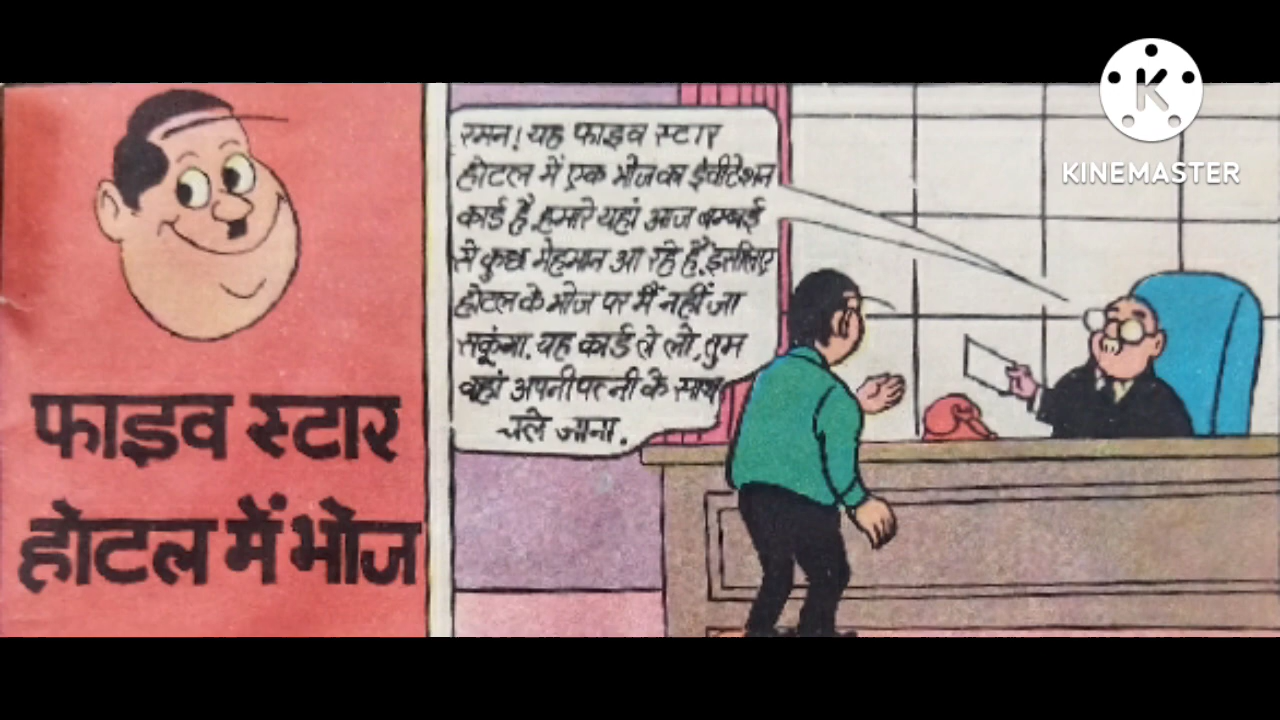 फाइव स्टार
होटल में भोज
रमन! यह फाइव स्टार
होटल में एक भोज का इंवीटेशन
कार्ड है. हमारे यहां आज बम्बई
से कुछ मेहमान आ रहे हैं. इसलिए
होटल के भोज पर मैं नहीं जा
सकूंगा. यह कार्ड ले लो. तुम
वहां अपनी पत्नी के साथ
चले जाना.
K
KINEMASTER